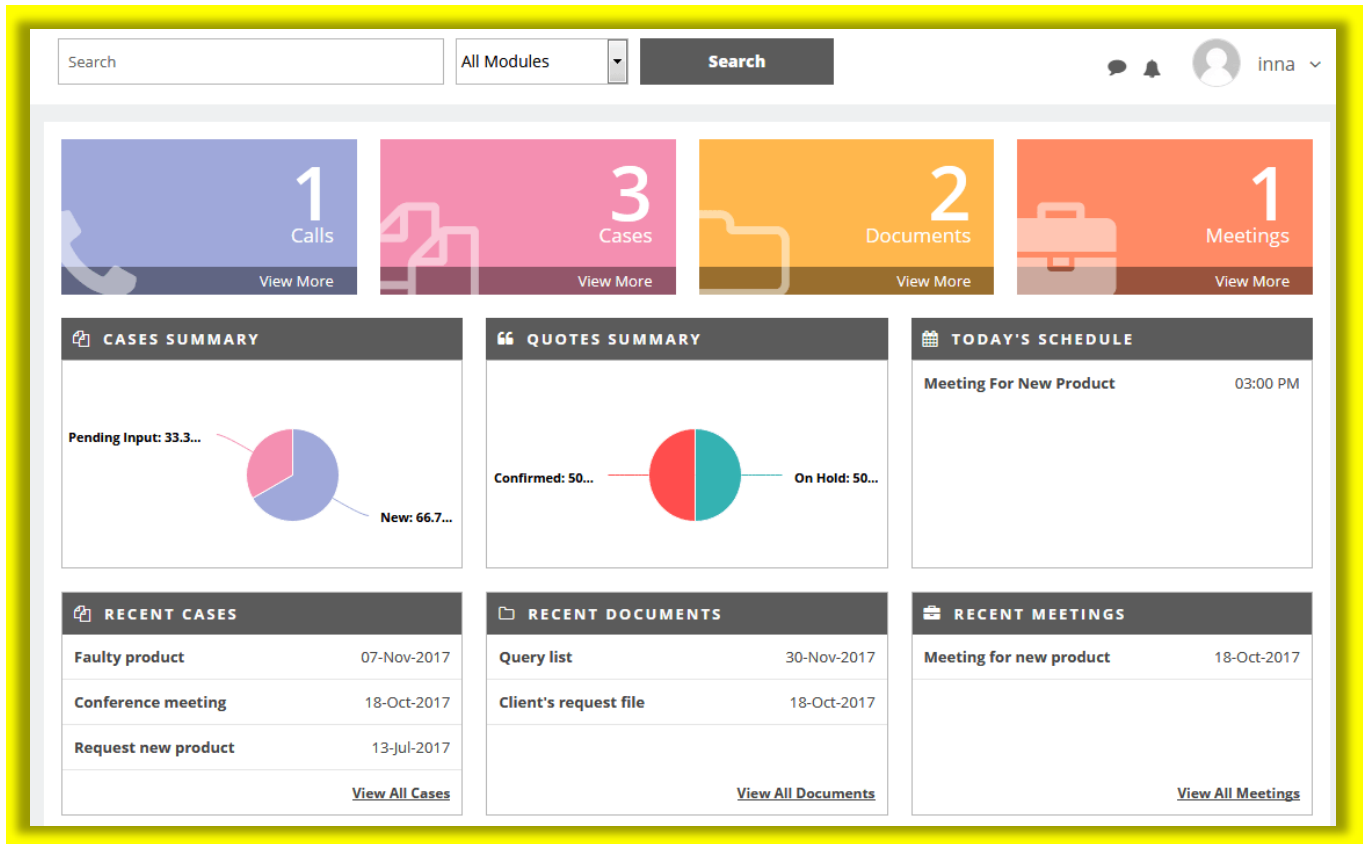 Search All Modules Search inna
1 3 2 1
Calls Cases Documents Meetings
View More View More View More View More
CASES SUMMARY
Pending Input: 33.3...
New: 66.7...
QUOTES SUMMARY
Confirmed: 50...
On Hold: 50...
TODAY'S SCHEDULE
Meeting For New Product 03:00 PM
RECENT CASES
Faulty product 07-Nov-2017
Conference meeting 18-Oct-2017
Request new product 13-Jul-2017
View All Cases
RECENT DOCUMENTS
Query list 30-Nov-2017
Client's request file 18-Oct-2017
View All Documents
RECENT MEETINGS
Meeting for new product 18-Oct-2017
View All Meetings